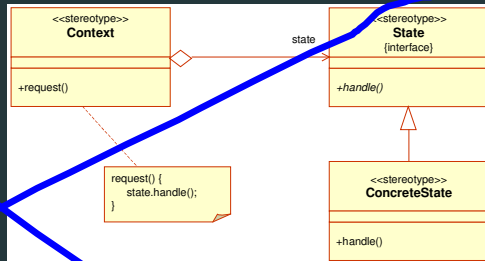 <<stereotype>>
Context
+request()
state
<<stereotype>>
State
{interface}
+handle()
request() {
state.handle();
}
<<stereotype>>
ConcreteState
+handle()